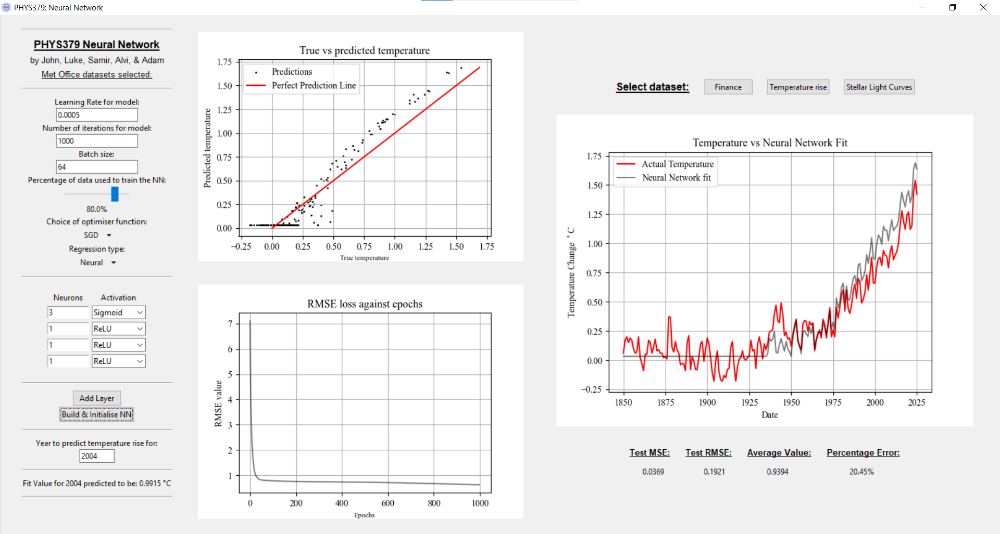 PHYS379: Neural Network
PHYS379 Neural Network
by John, Luke, Samir, Alvi, & Adam
Met Office datasets selected:
Learning Rate for model:
0.0005
Number of iterations for model:
1000
Batch size:
64
Percentage of data used to train the NN:
80.0%
Choice of optimiser function:
SGD
Regression type:
Neural
Neurons Activation
3 Sigmoid
1 ReLU
1 ReLU
1 ReLU
Add Layer
Build & Initialise NN
Year to predict temperature rise for:
2004
Fit Value for 2004 predicted to be: 0.9915 °C
True vs predicted temperature
Predictions
Perfect Prediction Line
Predicted temperature
1.75
1.50
1.25
1.00
0.75
0.50
0.25
0.00
−0.25 0.00 0.25 0.50 0.75 1.00 1.25 1.50 1.75
True temperature
RMSE loss against epochs
RMSE value
7
6
5
4
3
2
1
0 200 400 600 800 1000
Epochs
Select dataset: Finance Temperature rise Stellar Light Curves
Temperature vs Neural Network Fit
Actual Temperature
Neural Network fit
Temperature Change °C
1.75
1.50
1.25
1.00
0.75
0.50
0.25
0.00
−0.25
1850 1875 1900 1925 1950 1975 2000 2025
Date
Test MSE: Test RMSE: Average Value: Percentage Error:
0.0369 0.1921 0.9394 20.45%